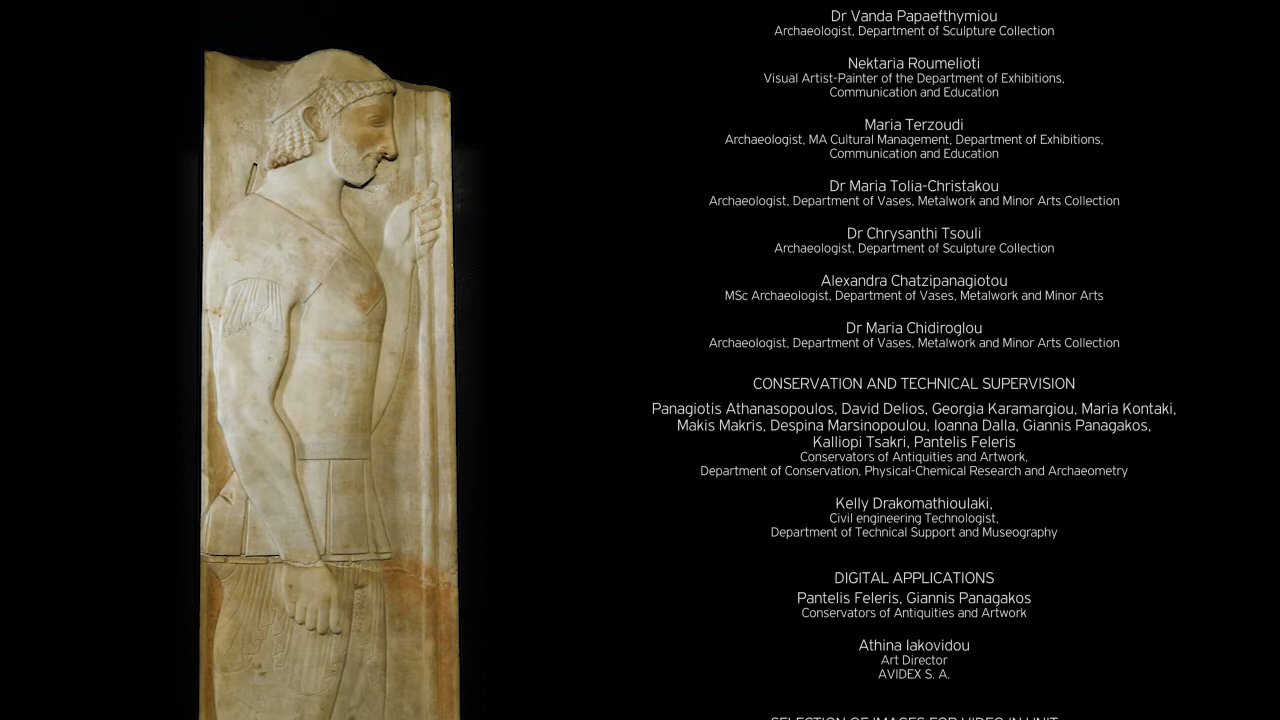 Dr Vanda Papaefthymiou
Archaeologist, Department of Sculpture Collection
Nektaria Roumelioti
Visual Artist-Painter of the Department of Exhibitions,
Communication and Education
Maria Terzoudi
Archaeologist, MA Cultural Management, Department of Exhibitions,
Communication and Education
Dr Maria Tolia-Christakou
Archaeologist, Department of Vases, Metalwork and Minor Arts Collection
Dr Chrysanthi Tsouli
Archaeologist, Department of Sculpture Collection
Alexandra Chatzipanagiotou
MSc Archaeologist, Department of Vases, Metalwork and Minor Arts
Dr Maria Chidiroglou
Archaeologist, Department of Vases, Metalwork and Minor Arts Collection
CONSERVATION AND TECHNICAL SUPERVISION
Panagiotis Athanasopoulos, David Delios, Georgia Karamargiou, Maria Kontaki,
Makis Makris, Despina Marsinopoulou, Ioanna Dalla, Giannis Panagakos,
Kalliopi Tsakri, Pantelis Feleris
Conservators of Antiquities and Artwork,
Department of Conservation, Physical-Chemical Research and Archaeometry
Kelly Drakomathioulaki,
Civil engineering Technologist,
Department of Technical Support and Museography
DIGITAL APPLICATIONS
Pantelis Feleris, Giannis Panagakos
Conservators of Antiquities and Artwork
Athina Iakovidou
Art Director
AVIDEX S. A.
SELECTION OF IMAGES FOR VIDEO IN UNIT